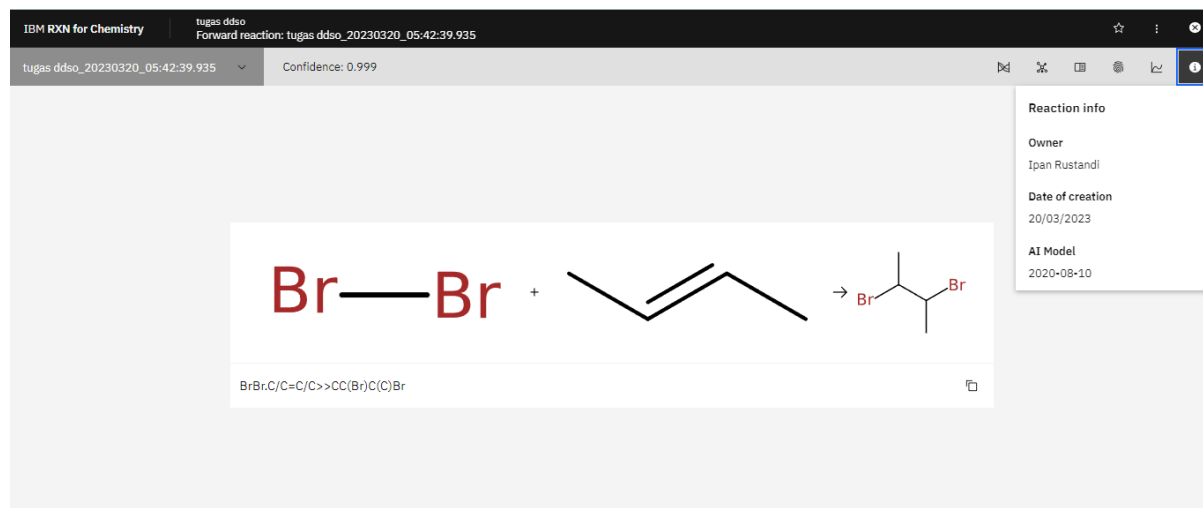 IBM RXN for Chemistry
tugas ddso
Forward reaction: tugas ddso_20230320_05:42:39.935
tugas ddso_20230320_05:42:39.935
Confidence: 0.999
Reaction info
Owner
Ipan Rustandi
Date of creation
20/03/2023
AI Model
2020-08-10
Br Br + → Br Br
BrBr.C/C=C/C>>CC(Br)C(C)Br